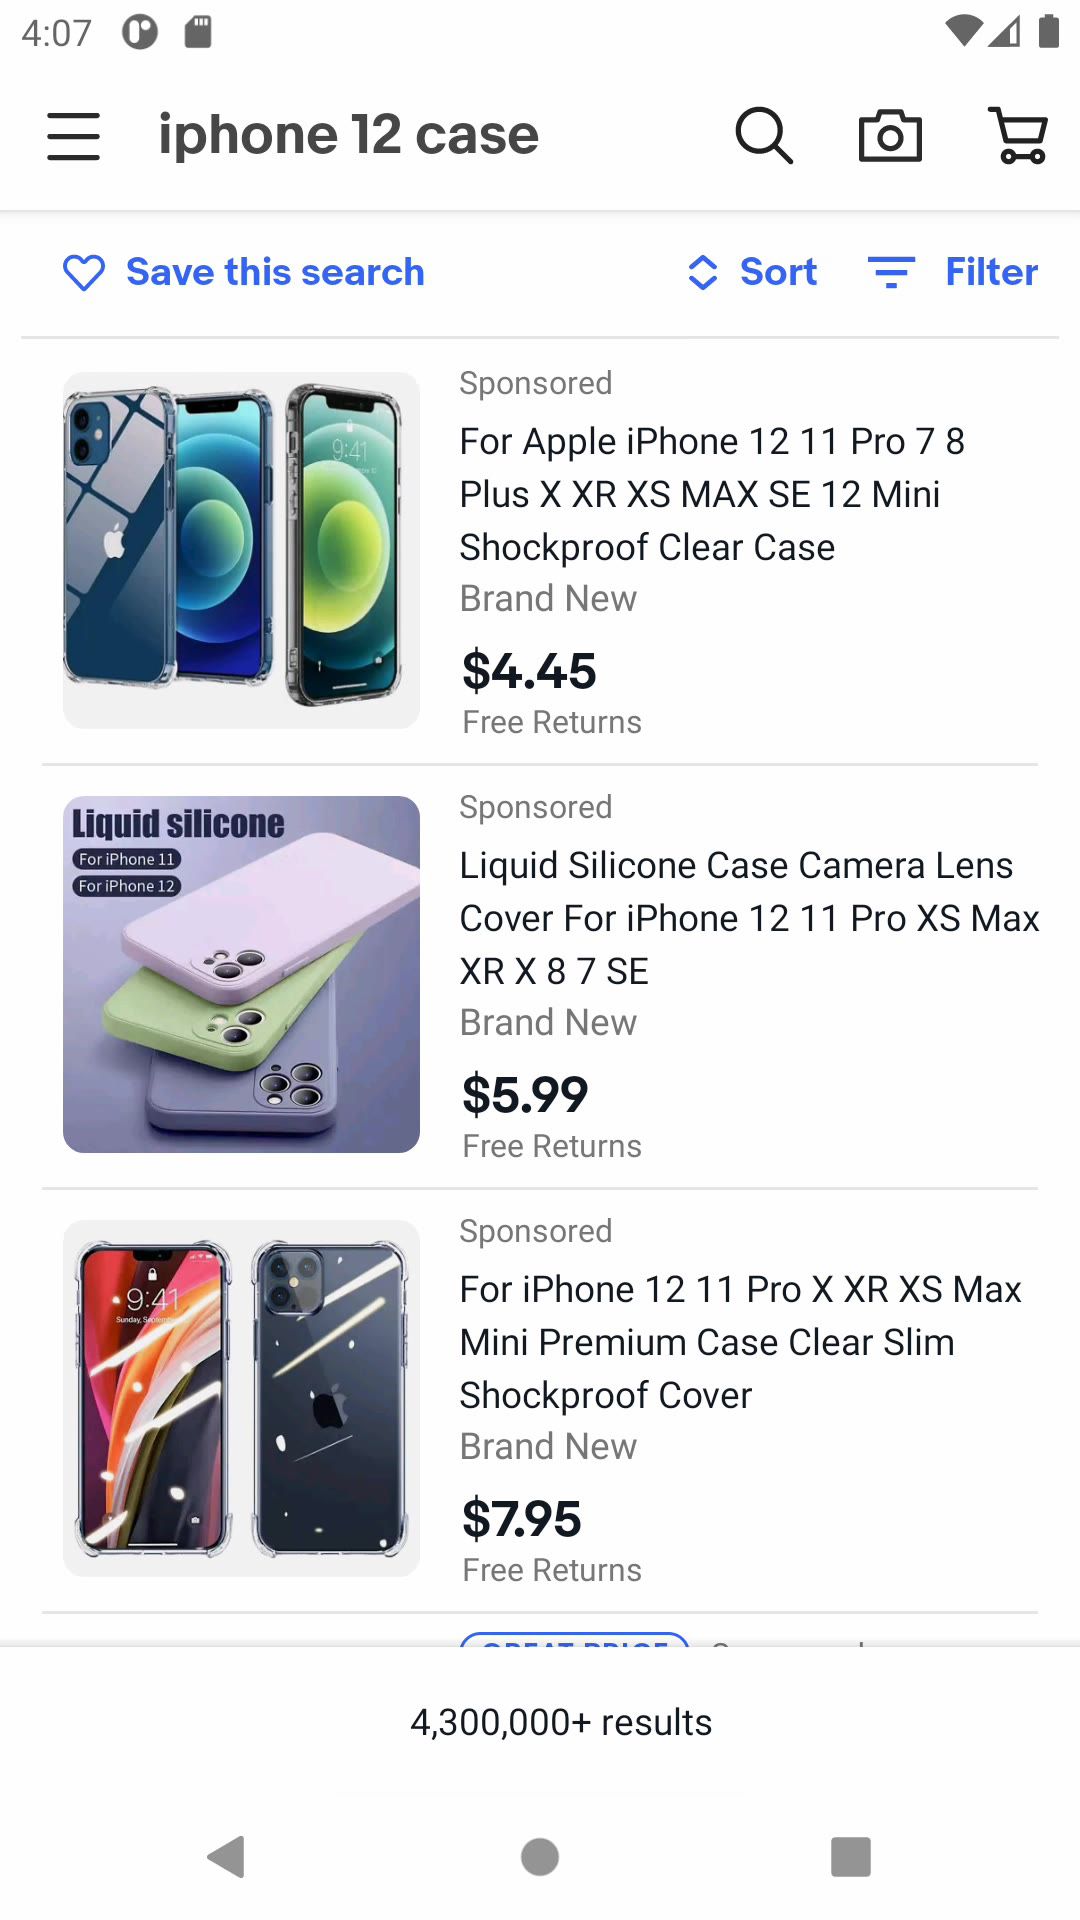 4:07
iphone 12 case
Save this search
Sort
Filter
Sponsored
For Apple iPhone 12 11 Pro 7 8
Plus X XR XS MAX SE 12 Mini
Shockproof Clear Case
Brand New
$4.45
Free Returns
9:41
Liquid silicone
For iPhone 11
For iPhone 12
Sponsored
Liquid Silicone Case Camera Lens
Cover For iPhone 12 11 Pro XS Max
XR X 8 7 SE
Brand New
$5.99
Free Returns
9:41
Sunday,
Sponsored
For iPhone 12 11 Pro X XR XS Max
Mini Premium Case Clear Slim
Shockproof Cover
Brand New
$7.95
Free Returns
GREAT PRICE
4,300,000+ results